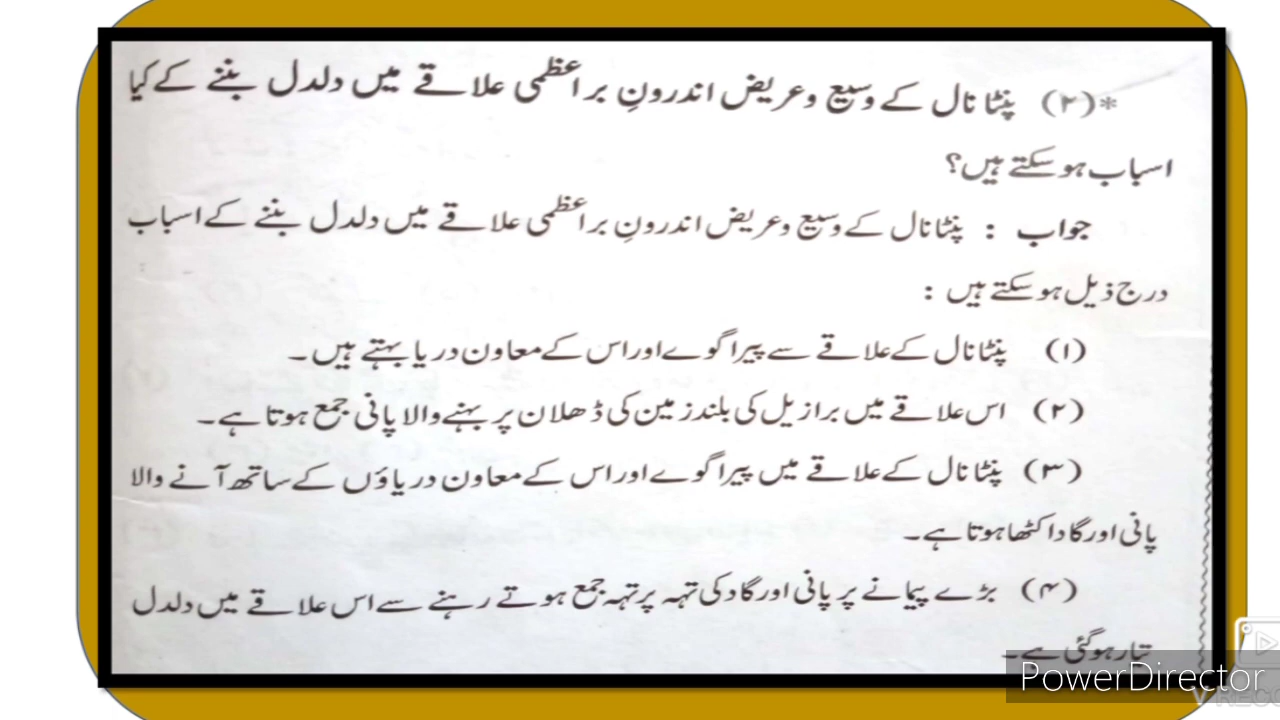 *(۲) پنٹانال کے وسیع و عریض اندرونِ براعظمی علاقے میں دلدل بننے کے کیا
اسباب ہو سکتے ہیں؟
جواب : پنٹانال کے وسیع و عریض اندرونِ براعظمی علاقے میں دلدل بننے کے اسباب
درج ذیل ہو سکتے ہیں :
(۱) پنٹانال کے علاقے سے پیراگوے اور اس کے معاون دریا بہتے ہیں۔
(۲) اس علاقے میں برازیل کی بلند زمین کی ڈھلان پر بہنے والا پانی جمع ہوتا ہے۔
(۳) پنٹانال کے علاقے میں پیراگوے اور اس کے معاون دریاؤں کے ساتھ آنے والا
پانی اور گاد اکٹھا ہوتا ہے۔
(۴) بڑے پیمانے پر پانی اور گاد کی تہہ پر تہہ جمع ہوتے رہنے سے اس علاقے میں دلدل
تیار ہو گئی ہے۔
PowerDirector